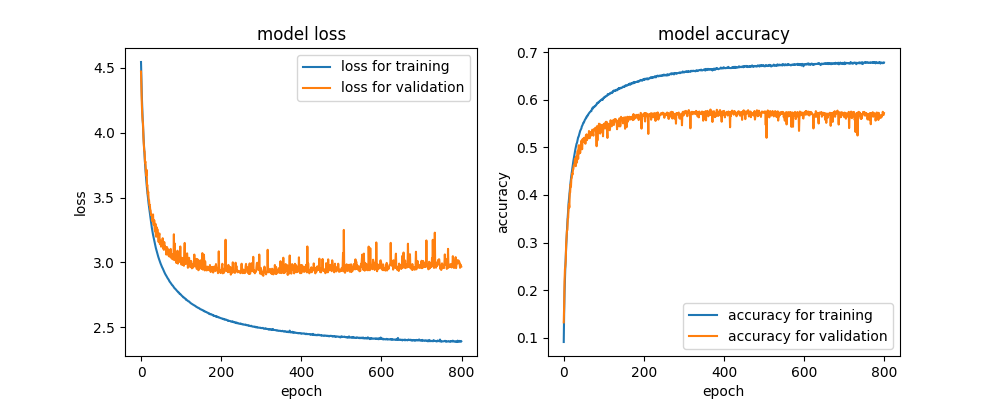 model loss
4.5
4.0
3.5
3.0
2.5
loss
0
200
400
600
800
epoch
loss for training
loss for validation
model accuracy
0.7
0.6
0.5
0.4
0.3
0.2
0.1
accuracy
0
200
400
600
800
epoch
accuracy for training
accuracy for validation